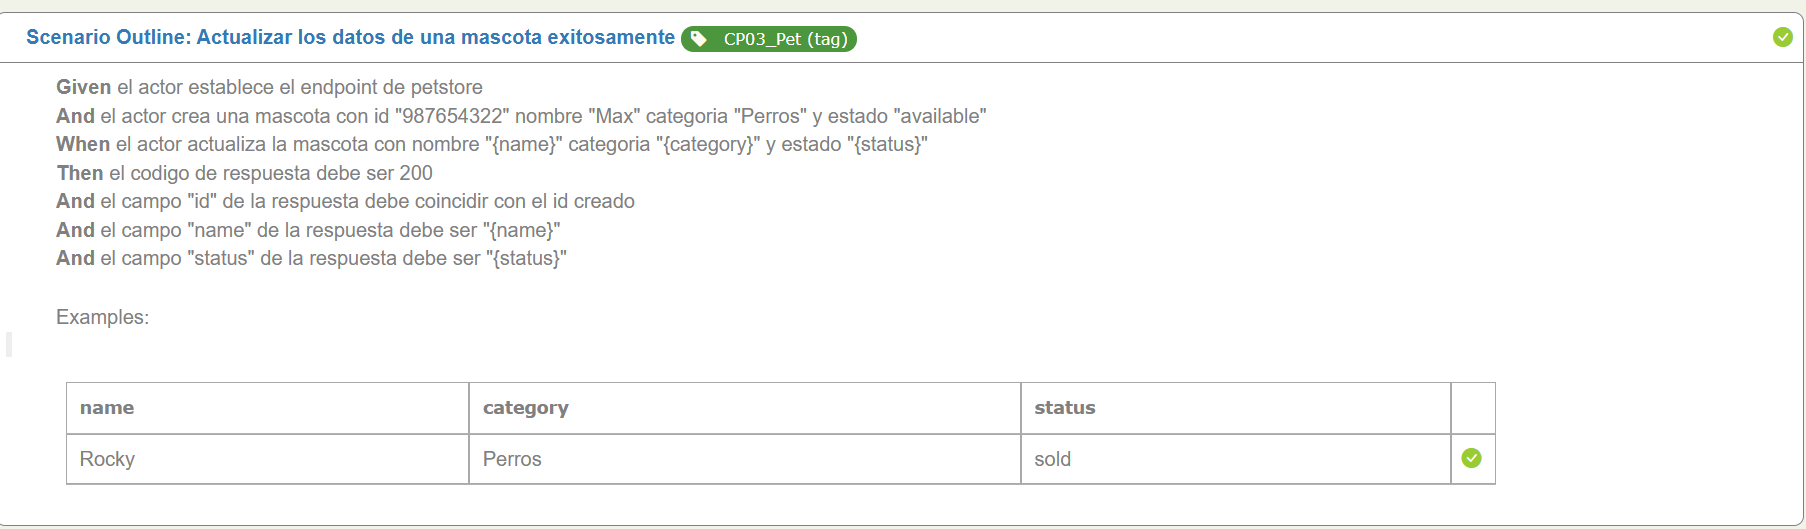 Scenario Outline: Actualizar los datos de una mascota exitosamente CP03_Pet (tag)
Given el actor establece el endpoint de petstore
And el actor crea una mascota con id "987654322" nombre "Max" categoria "Perros" y estado "available"
When el actor actualiza la mascota con nombre "{name}" categoria "{category}" y estado "{status}"
Then el codigo de respuesta debe ser 200
And el campo "id" de la respuesta debe coincidir con el id creado
And el campo "name" de la respuesta debe ser "{name}"
And el campo "status" de la respuesta debe ser "{status}"
Examples:
name category status
Rocky Perros sold